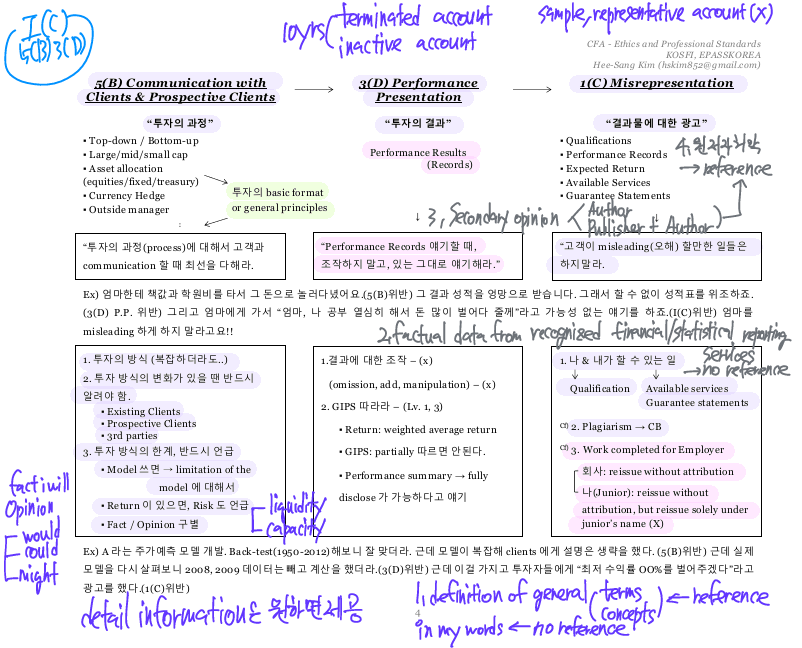 I(C)
5(B) 3(D)
10yrs ( terminated account
inactive account
sample, representative account (X)
CFA - Ethics and Professional Standards
KOSFI, EPASSKOREA
Hee-Sang Kim (hskim852@gmail.com)
5(B) Communication with
Clients & Prospective Clients
3(D) Performance
Presentation
1(C) Misrepresentation
“투자의 과정”
▪ Top-down / Bottom-up
▪ Large/mid/small cap
▪ Asset allocation
(equities/fixed/treasury)
▪ Currency Hedge
▪ Outside manager
투자의 basic format
or general principles
“투자의 결과”
Performance Results
(Records)
“결과물에 대한 광고”
▪ Qualifications
▪ Performance Records
▪ Expected Return
▪ Available Services
▪ Guarantee Statements
→ reference
3, Secondary opinion < Author
Publisher + Author
“투자의 과정(process)에 대해서 고객과
communication 할 때 최선을 다해라.
“Performance Records 얘기할 때,
조작하지 말고, 있는 그대로 얘기해라.”
“고객이 misleading(오해) 할만한 일들은
하지말라.
Ex) 엄마한테 책값과 학원비를 타서 그 돈으로 놀러다녔어요.(5(B)위반) 그 결과 성적을 엉망으로 받습니다. 그래서 할 수 없이 성적표를 위조하죠.
(3(D) P.P. 위반) 그리고 엄마에게 가서 “엄마, 나 공부 열심히 해서 돈 많이 벌어다 줄께”라고 가능성 없는 얘기를 하죠.(I(C)위반) 엄마를
misleading 하게 하지 말라고요!!
2, factual data from recognized financial/statistical reporting
services
→ no reference
1. 투자의 방식 (복잡하더라도..)
2. 투자 방식의 변화가 있을 땐 반드시
알려야 함.
▪ Existing Clients
▪ Prospective Clients
▪ 3rd parties
3. 투자 방식의 한계, 반드시 언급
▪ Model 쓰면 → limitation of the
model 에 대해서
▪ Return 이 있으면, Risk 도 언급
▪ Fact / Opinion 구별
liquidity
capacity
fact: will
Opinion
would
could
might
1.결과에 대한 조작 – (x)
(omission, add, manipulation) – (x)
2. GIPS 따라라 – (Lv. 1, 3)
▪ Return: weighted average return
▪ GIPS: partially 따르면 안된다.
▪ Performance summary → fully
disclose 가 가능하다고 얘기
1. 나 & 내가 할 수 있는 일
Qualification
Available services
Guarantee statements
cf) 2. Plagiarism → CB
cf) 3. Work completed for Employer
회사: reissue without attribution
나(Junior): reissue without
attribution, but reissue solely under
junior’s name (X)
Ex) A 라는 주가예측 모델 개발. Back-test(1950-2012)해보니 잘 맞더라. 근데 모델이 복잡해 clients 에게 설명은 생략을 했다. (5(B)위반) 근데 실제
모델을 다시 살펴보니 2008, 2009 데이터는 빼고 계산을 했더라.(3(D)위반) 근데 이걸 가지고 투자자들에게 “최저 수익률 OO%를 벌어주겠다”라고
광고를 했다.(1(C)위반)
detail information은 원하면 제공
1, definition of general ( terms
concepts ) ← reference
4
in my words ← no reference